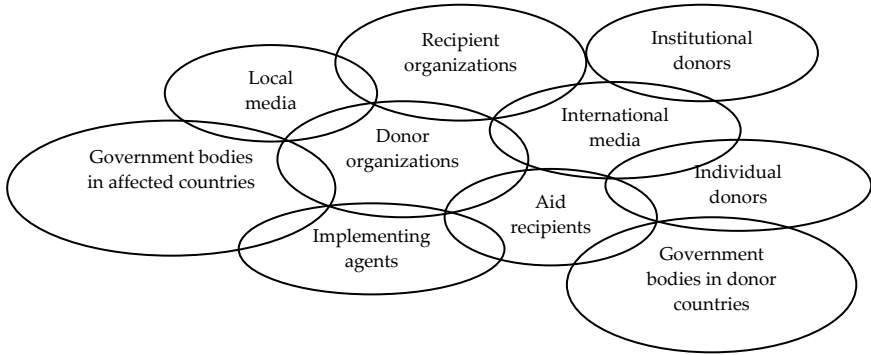 Recipient
organizations
Institutional
donors
Local
media
International
media
Donor
organizations
Government bodies
in affected countries
Individual
donors
Aid
recipients
Implementing
agents
Government
bodies in donor
countries